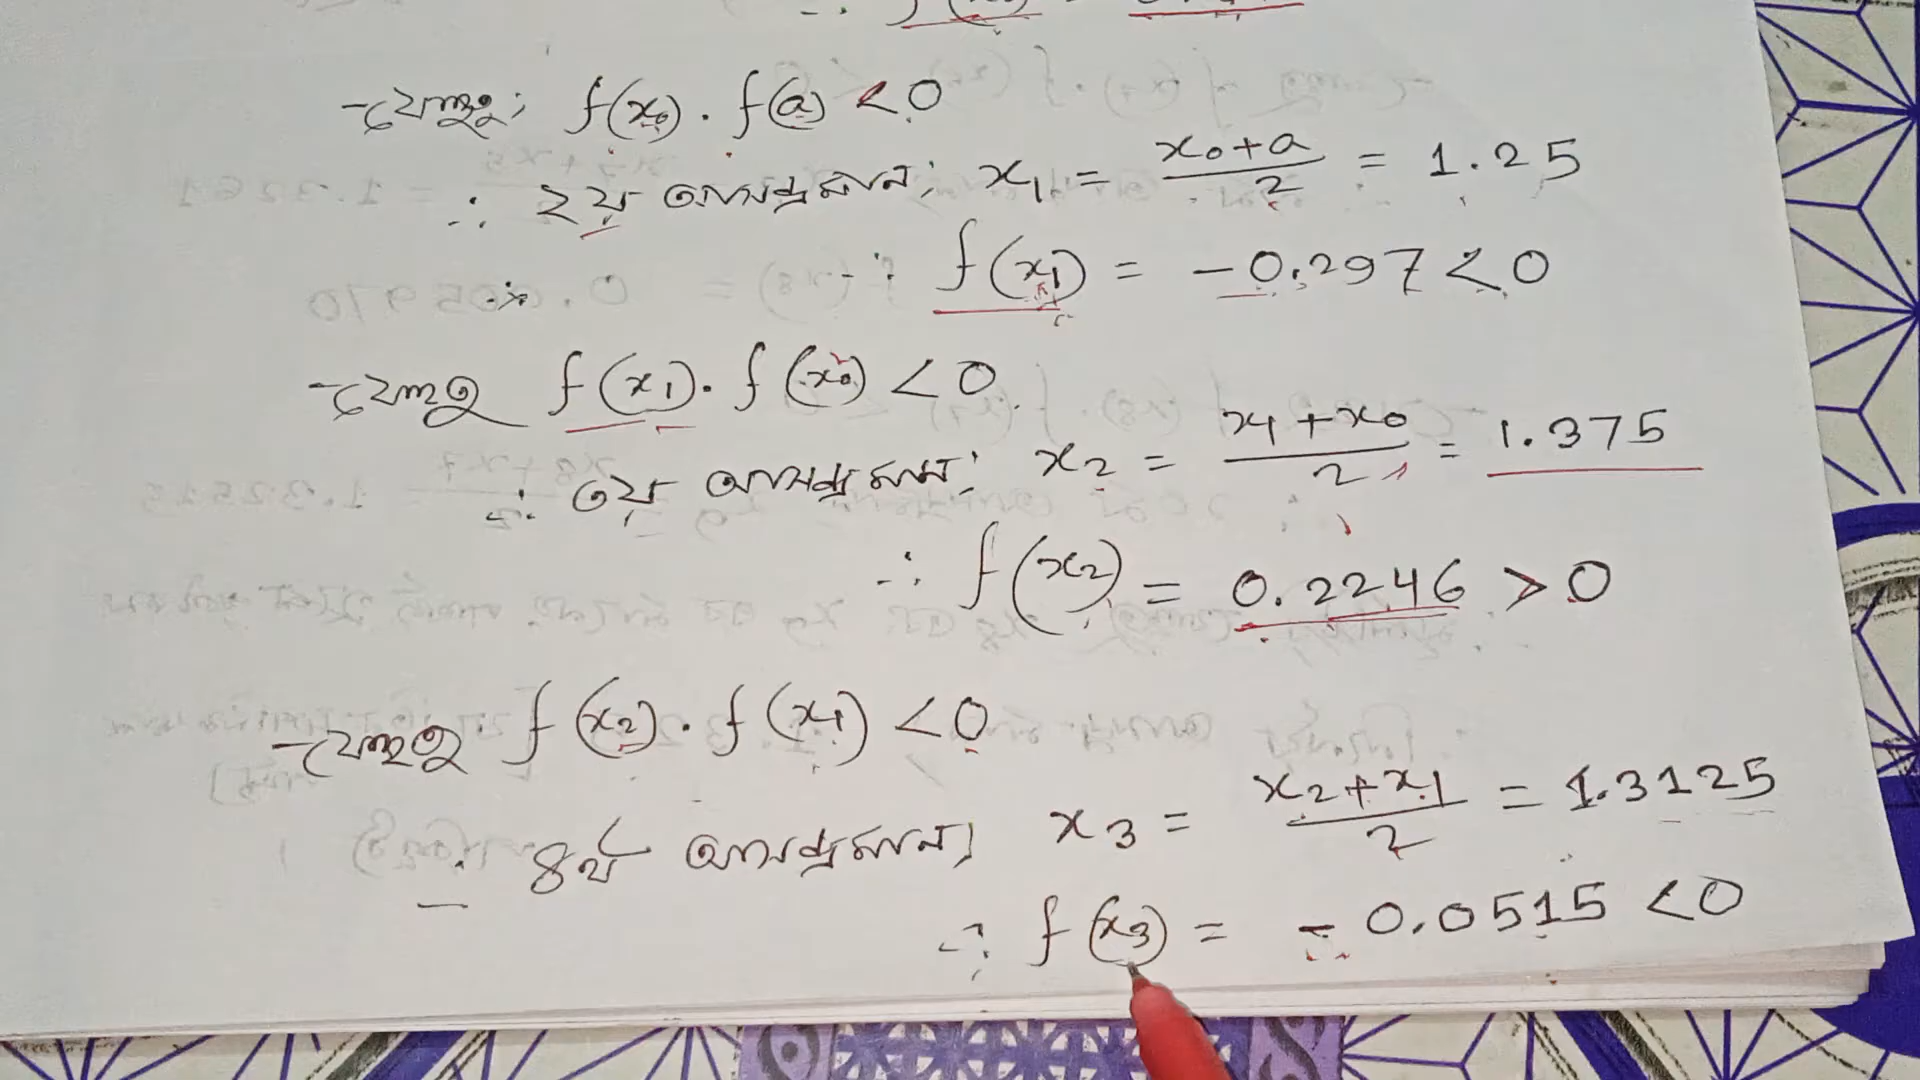 যেহেতু, f(x₀) . f(a) < 0
∴ ২য় আসন্নমান, x₁ = (x₀+a)/2 = 1.25
f(x₁) = -0.297 < 0
যেহেতু f(x₁). f(x₀) < 0.
∴ ৩য় আসন্নমান, x₂ = (x₁+x₀)/2 = 1.375
∴ f(x₂) = 0.2246 > 0
যেহেতু f(x₂). f(x₁) < 0
৪র্থ আসন্নমান, x₃ = (x₂+x₁)/2 = 1.3125
∴ f(x₃) = -0.0515 < 0